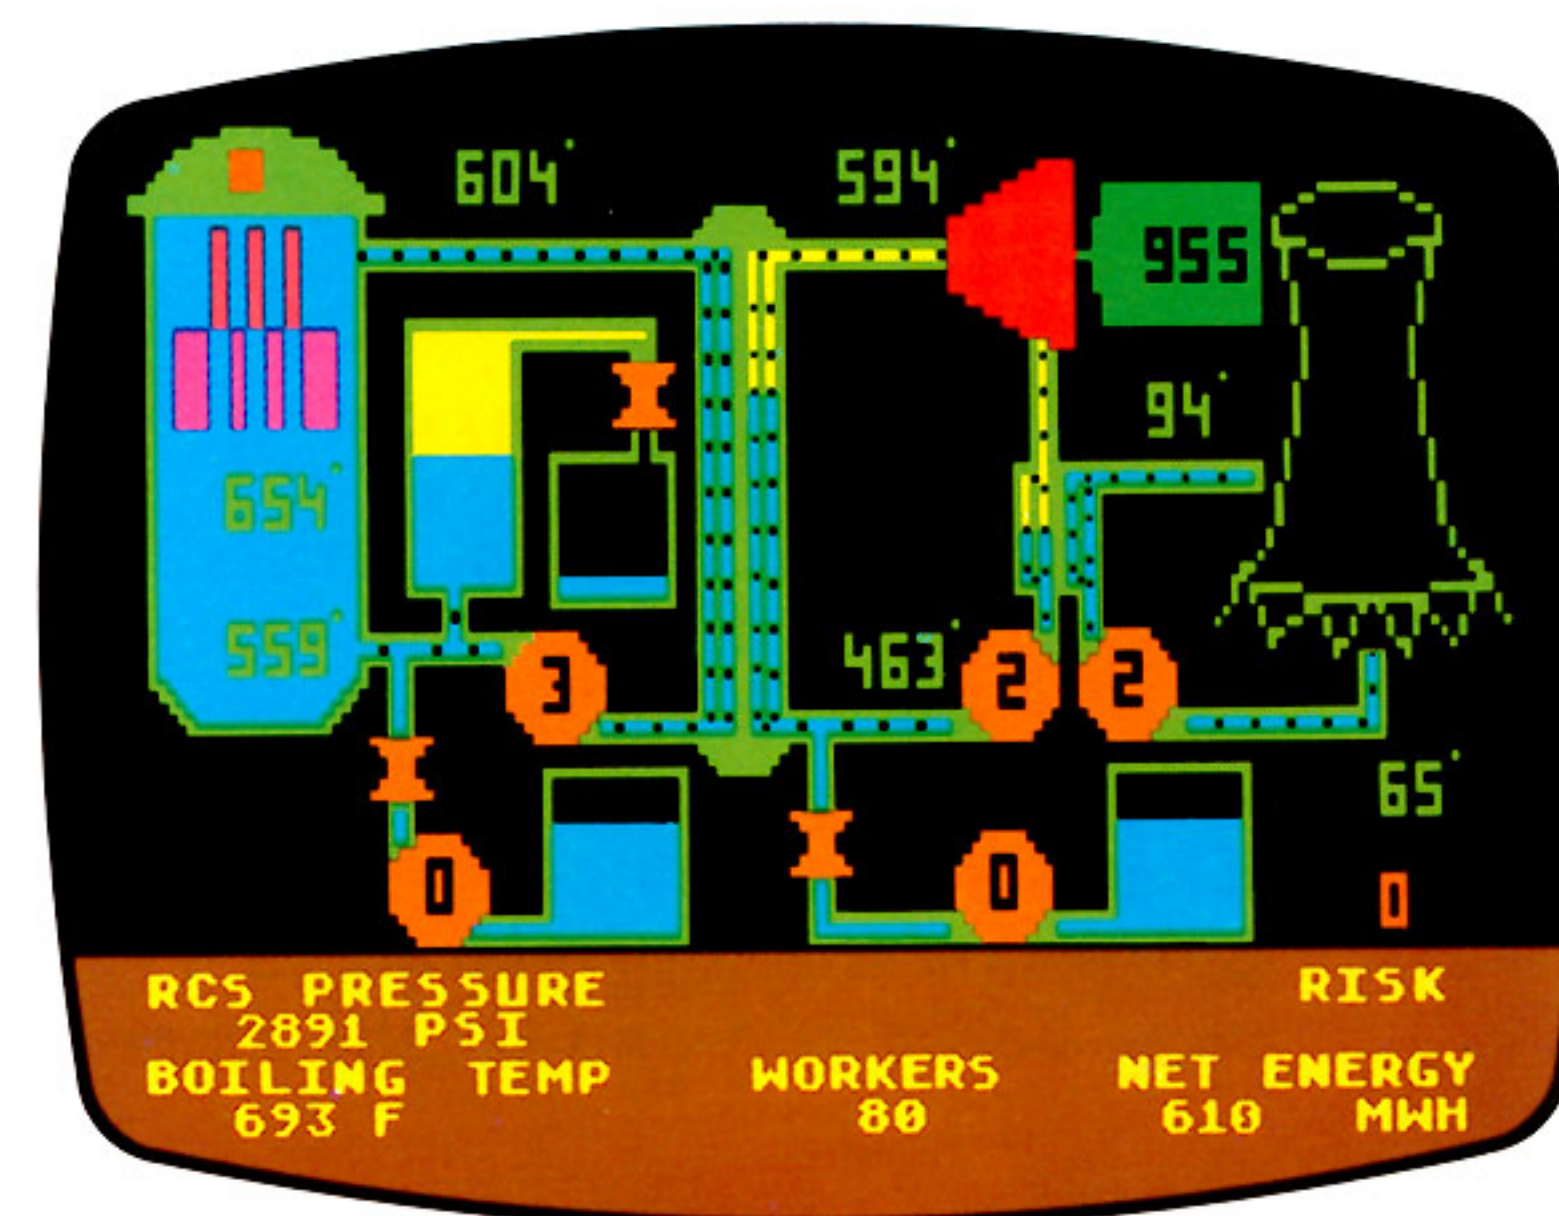 604°
594°
955
94°
654°
559°
3
463°
2
2
65°
0
0
0
RCS PRESSURE
2891 PSI
BOILING TEMP
693 F
WORKERS
80
RISK
NET ENERGY
610 MWH